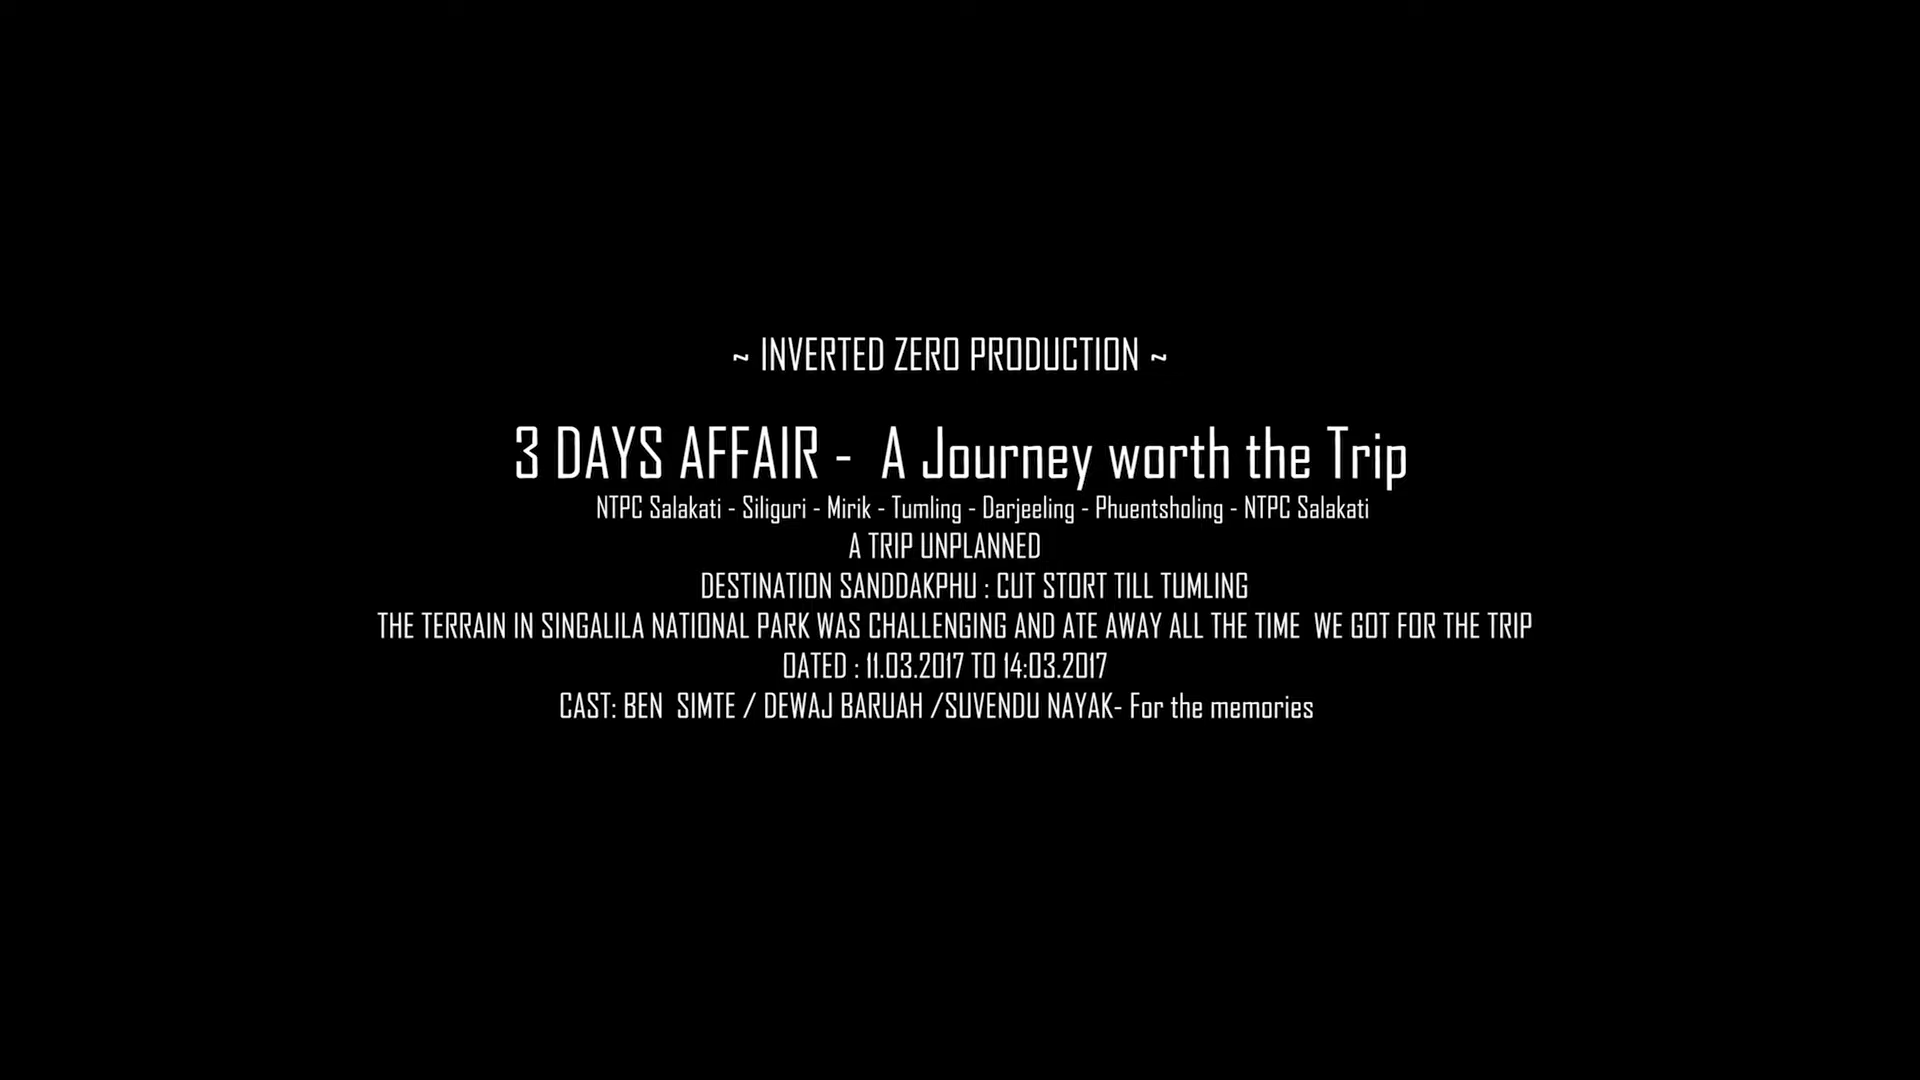 ~ INVERTED ZERO PRODUCTION ~
3 DAYS AFFAIR - A Journey worth the Trip
NTPC Salakati - Siliguri - Mirik - Tumling - Darjeeling - Phuentsholing - NTPC Salakati
A TRIP UNPLANNED
DESTINATION SANDDAKPHU : CUT STORT TILL TUMLING
THE TERRAIN IN SINGALILA NATIONAL PARK WAS CHALLENGING AND ATE AWAY ALL THE TIME WE GOT FOR THE TRIP
DATED : 11.03.2017 TO 14:03.2017
CAST: BEN SIMTE / DEWAJ BARUAH /SUVENDU NAYAK- For the memories